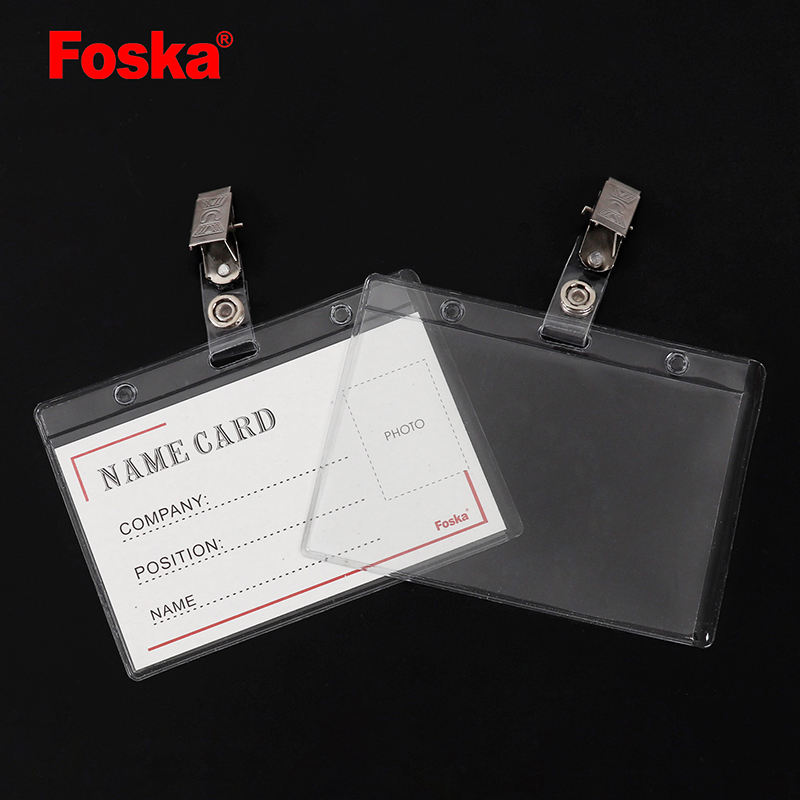 Foska®
NAME CARD
PHOTO
COMPANY:
POSITION:
NAME
Foska®